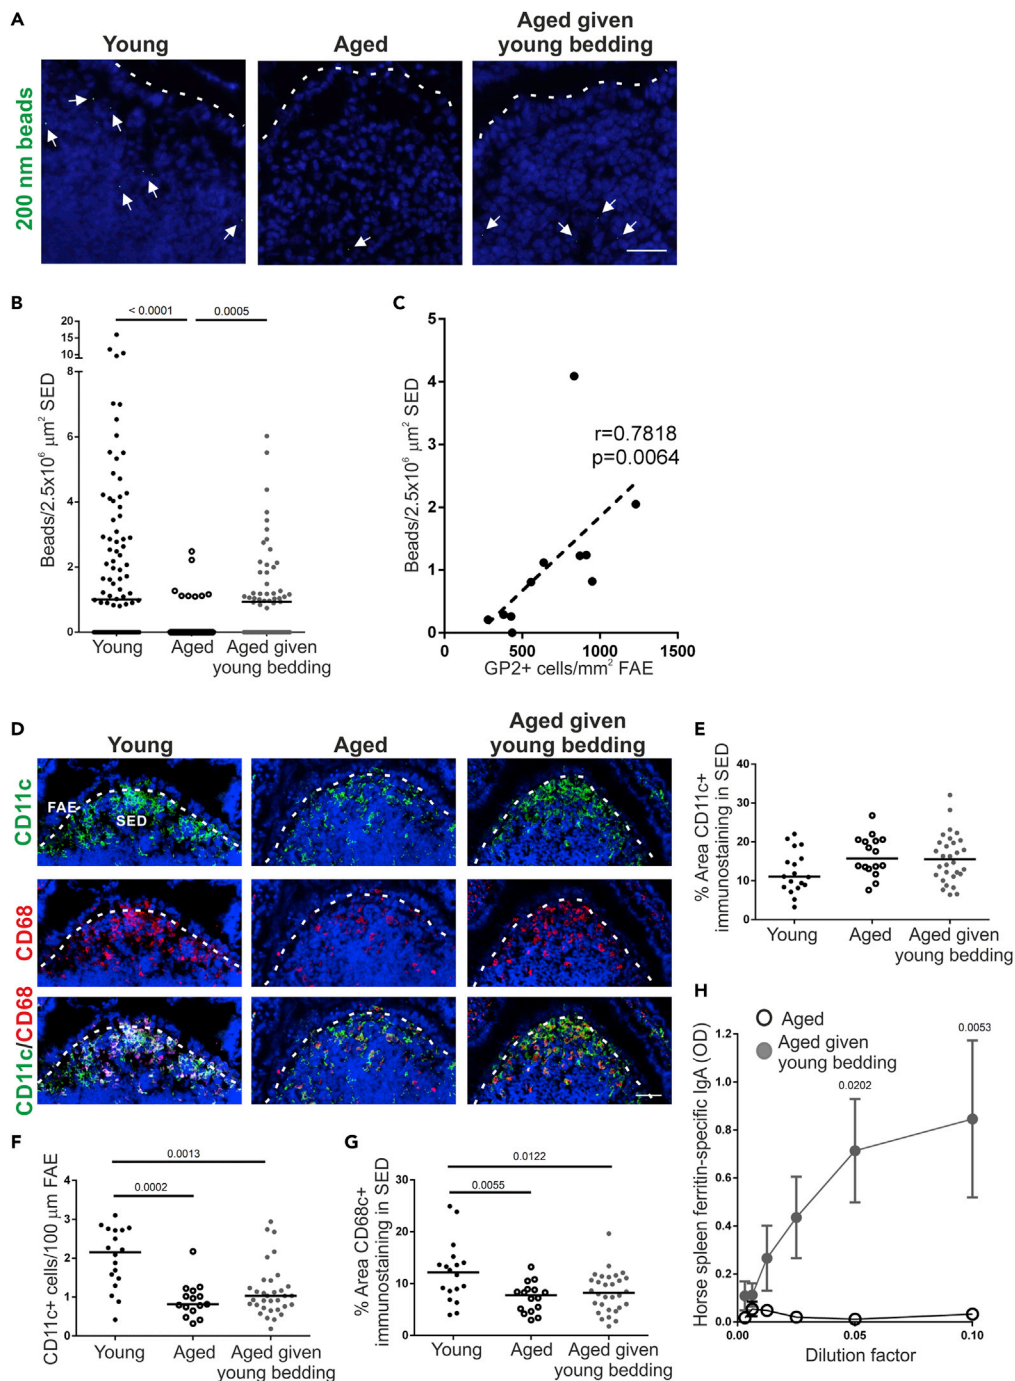 A
Young
Aged
Aged given
young bedding
200 nm beads
B
< 0.0001
0.0005
20
15
10
8
6
4
2
0
Beads/2.5x10⁶ μm² SED
Young
Aged
Aged given
young bedding
C
5
4
3
2
1
0
Beads/2.5x10⁶ μm² SED
r=0.7818
p=0.0064
0
500
1000
1500
GP2+ cells/mm² FAE
D
Young
Aged
Aged given
young bedding
CD11c
FAE
SED
CD68
CD11c/CD68
E
% Area CD11c+
immunostaining in SED
40
30
20
10
0
Young
Aged
Aged given
young bedding
F
0.0013
0.0002
CD11c+ cells/100 μm FAE
4
3
2
1
0
Young
Aged
Aged given
young bedding
G
0.0122
0.0055
% Area CD68c+
immunostaining in SED
30
20
10
0
Young
Aged
Aged given
young bedding
H
Aged
Aged given
young bedding
Horse spleen ferritin-specific IgA (OD)
1.2
1.0
0.8
0.6
0.4
0.2
0.0
0.0202
0.0053
0.00
0.05
0.10
Dilution factor